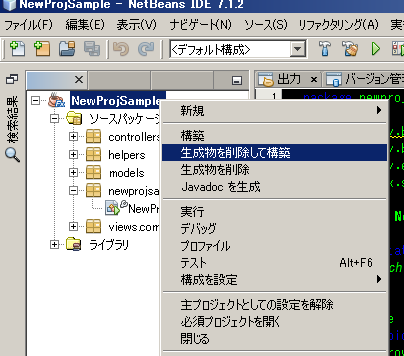 NewProjSample - NetBeans IDE 7.1.2
ファイル(F) 編集(E) 表示(V) ナビゲート(N) ソース(S) リファクタリング(A)
<デフォルト構成>
検索結果
出力
バージョン管
NewProjSample
ソースパッケージ
controllers
helpers
models
newprojsa
NewPr
views.com
ライブラリ
1
package newpro
新規
構築
生成物を削除して構築
生成物を削除
Javadoc を生成
実行
デバッグ
プロファイル
テスト Alt+F6
構成を設定
主プロジェクトとしての設定を解除
必須プロジェクトを開く
閉じる